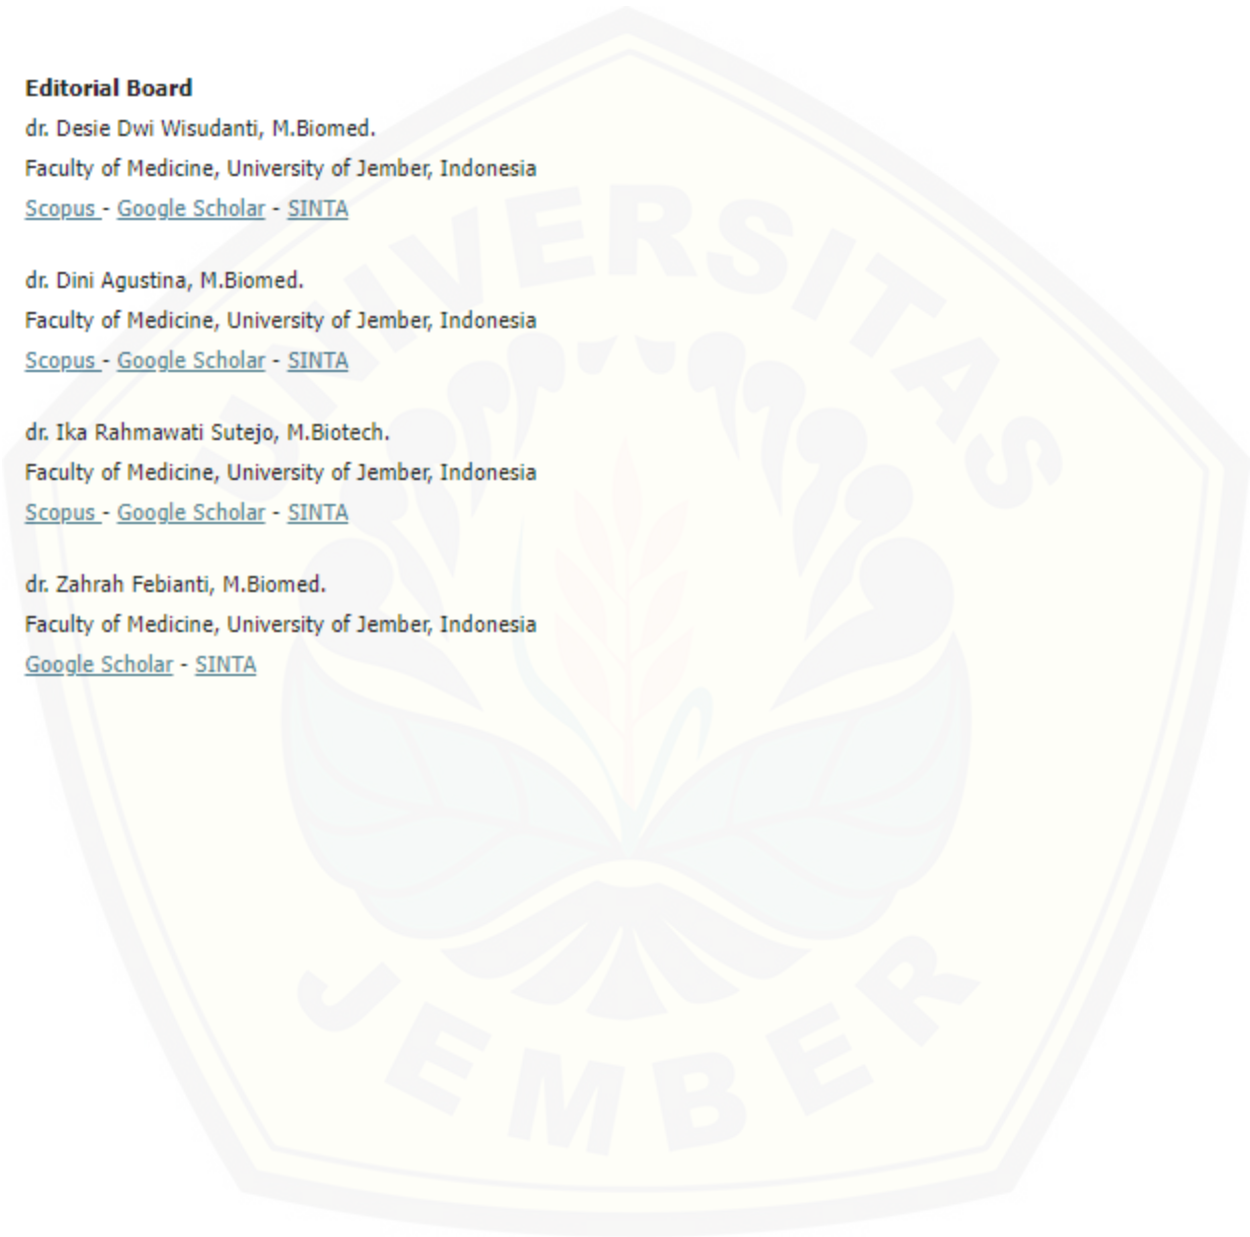 Editorial Board
dr. Desie Dwi Wisudanti, M.Biomed.
Faculty of Medicine, University of Jember, Indonesia
Scopus - Google Scholar - SINTA
dr. Dini Agustina, M.Biomed.
Faculty of Medicine, University of Jember, Indonesia
Scopus - Google Scholar - SINTA
dr. Ika Rahmawati Sutejo, M.Biotech.
Faculty of Medicine, University of Jember, Indonesia
Scopus - Google Scholar - SINTA
dr. Zahrah Febianti, M.Biomed.
Faculty of Medicine, University of Jember, Indonesia
Google Scholar - SINTA
UNIVERSITAS
JEMBER